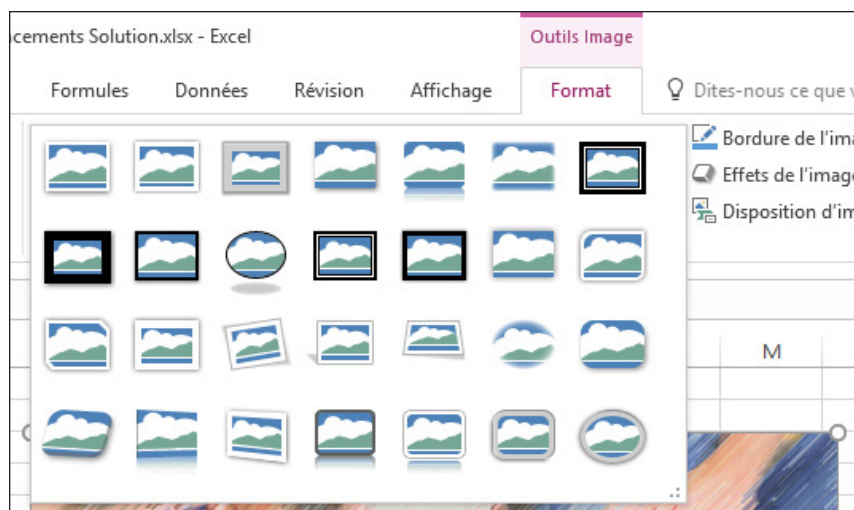 cements Solution.xlsx - Excel
Outils Image
Formules Données Révision Affichage Format Dites-nous ce que v
Bordure de l'ima
Effets de l'image
Disposition d'im
M